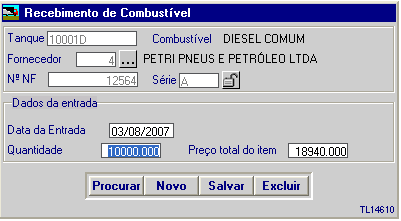 Recebimento de Combustível
Tanque 10001D Combustível DIESEL COMUM
Fornecedor 4 ... PETRI PNEUS E PETRÓLEO LTDA
Nº NF 12564 Série A
Dados da entrada
Data da Entrada 03/08/2007
Quantidade 10000.000 Preço total do item 18940.000
Procurar Novo Salvar Excluir
TL14610